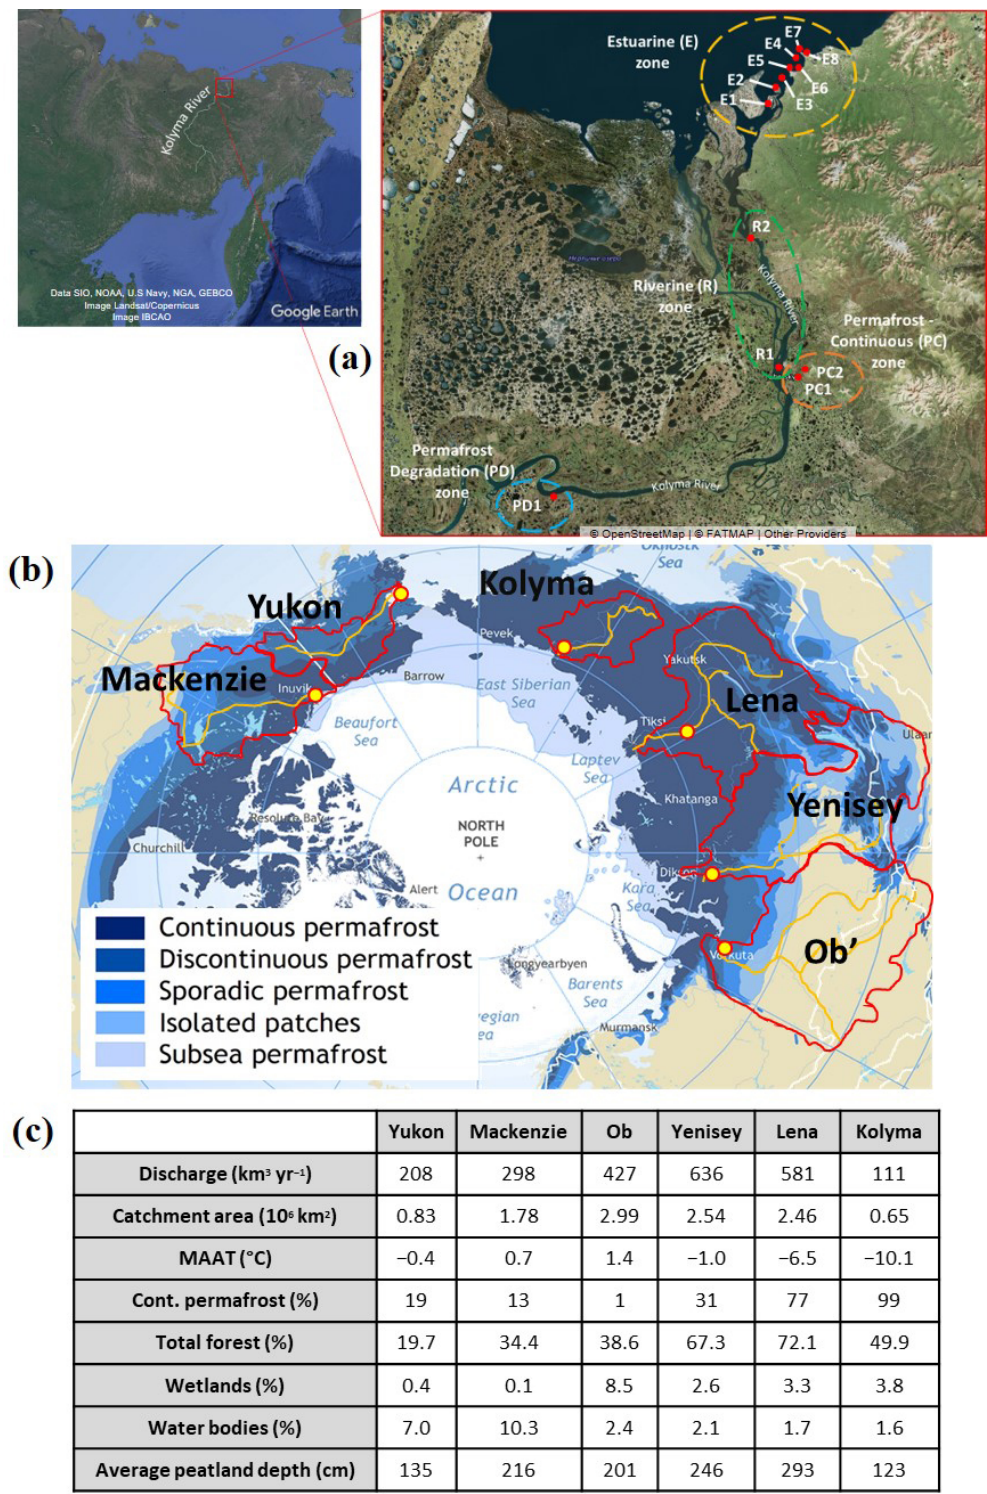 Kolyma River
Data SIO, NOAA, U.S Navy, NGA, GEBCO
Image Landsat/Copernicus
Image IBCAO
Google Earth
(a)
Estuarine (E)
zone
E7
E4
E8
E5
E6
E2
E3
E1
R2
Kolyma River
Riverine (R)
zone
Permafrost -
Continuous (PC)
zone
R1
PC2
PC1
Permafrost
Degradation (PD)
zone
PD1
Kolyma River
© OpenStreetMap | © FATMAP | Other Providers
(b)
Okhotsk
Sea
Kolyma
Yukon
Pevek
Mackenzie
Inuvik
Barrow
East Siberian
Sea
Yakutsk
Lena
Beaufort
Sea
Tiksi
Ulaan
Laptev
Sea
Arctic
Khatanga
Yenisey
Resolute Bay
NORTH
POLE
Churchill
Alert
Ocean
Dikson
Kara
Sea
Vorkuta
Ob’
Longyearbyen
Barents
Sea
wegian
ea
Murmansk
Continuous permafrost
Discontinuous permafrost
Sporadic permafrost
Isolated patches
Subsea permafrost
(c)
Yukon Mackenzie Ob Yenisey Lena Kolyma
Discharge (km³ yr⁻¹) 208 298 427 636 581 111
Catchment area (10⁶ km²) 0.83 1.78 2.99 2.54 2.46 0.65
MAAT (°C) −0.4 0.7 1.4 −1.0 −6.5 −10.1
Cont. permafrost (%) 19 13 1 31 77 99
Total forest (%) 19.7 34.4 38.6 67.3 72.1 49.9
Wetlands (%) 0.4 0.1 8.5 2.6 3.3 3.8
Water bodies (%) 7.0 10.3 2.4 2.1 1.7 1.6
Average peatland depth (cm) 135 216 201 246 293 123